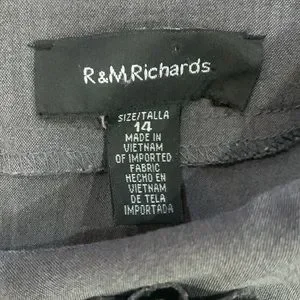 R&M Richards
SIZE/TALLA
14
MADE IN
VIETNAM
OF IMPORTED
FABRIC
HECHO EN
VIETNAM
DE TELA
IMPORTADA